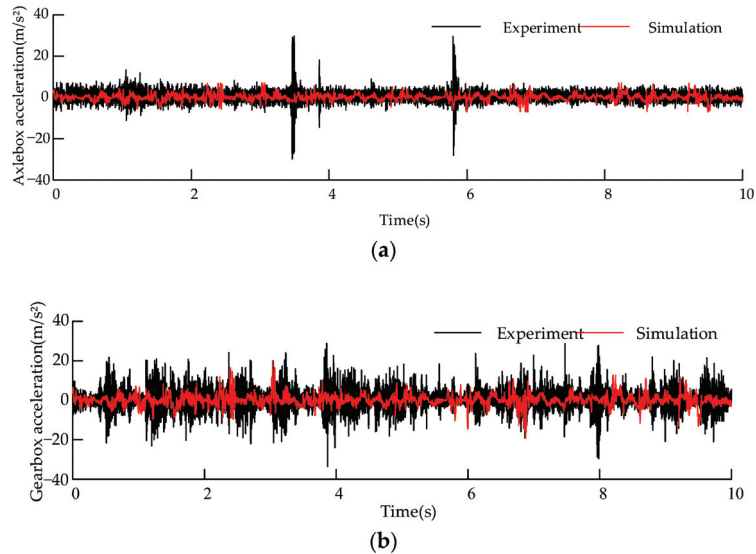 Experiment Simulation
Axlebox acceleration(m/s²)
40
20
0
−20
−40
0 2 4 6 8 10
Time(s)
(a)
Experiment Simulation
Gearbox acceleration(m/s²)
40
20
0
−20
−40
0 2 4 6 8 10
Time(s)
(b)